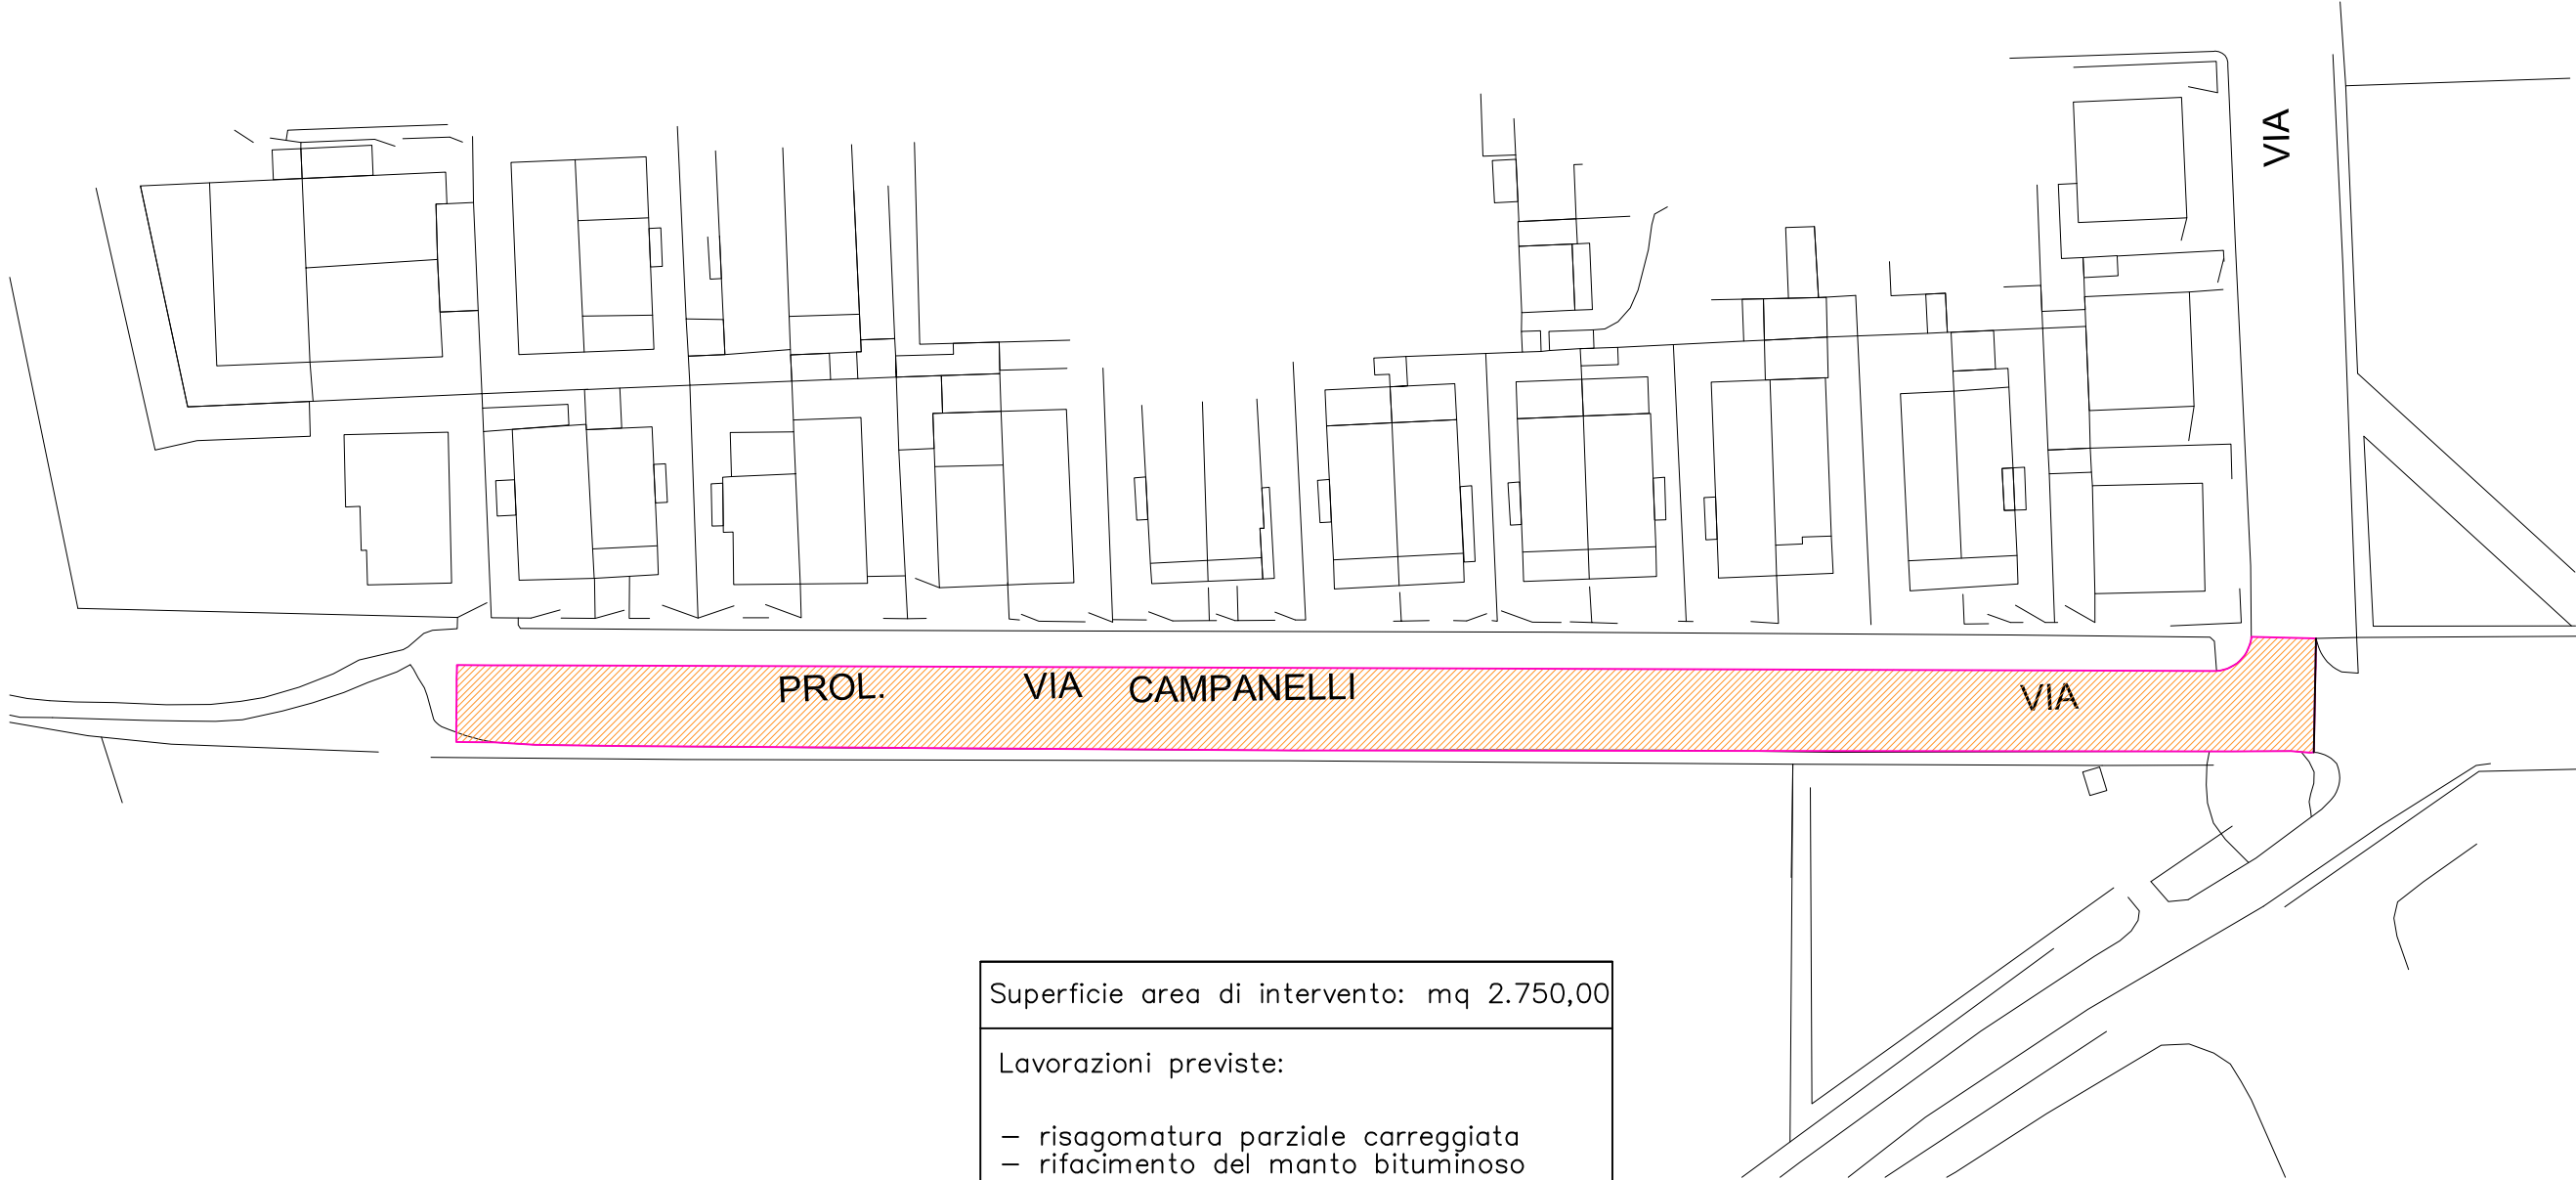 VIA
PROL. VIA CAMPANELLI VIA
Superficie area di intervento: mq 2.750,00
Lavorazioni previste:
– risagomatura parziale carreggiata
– rifacimento del manto bituminoso